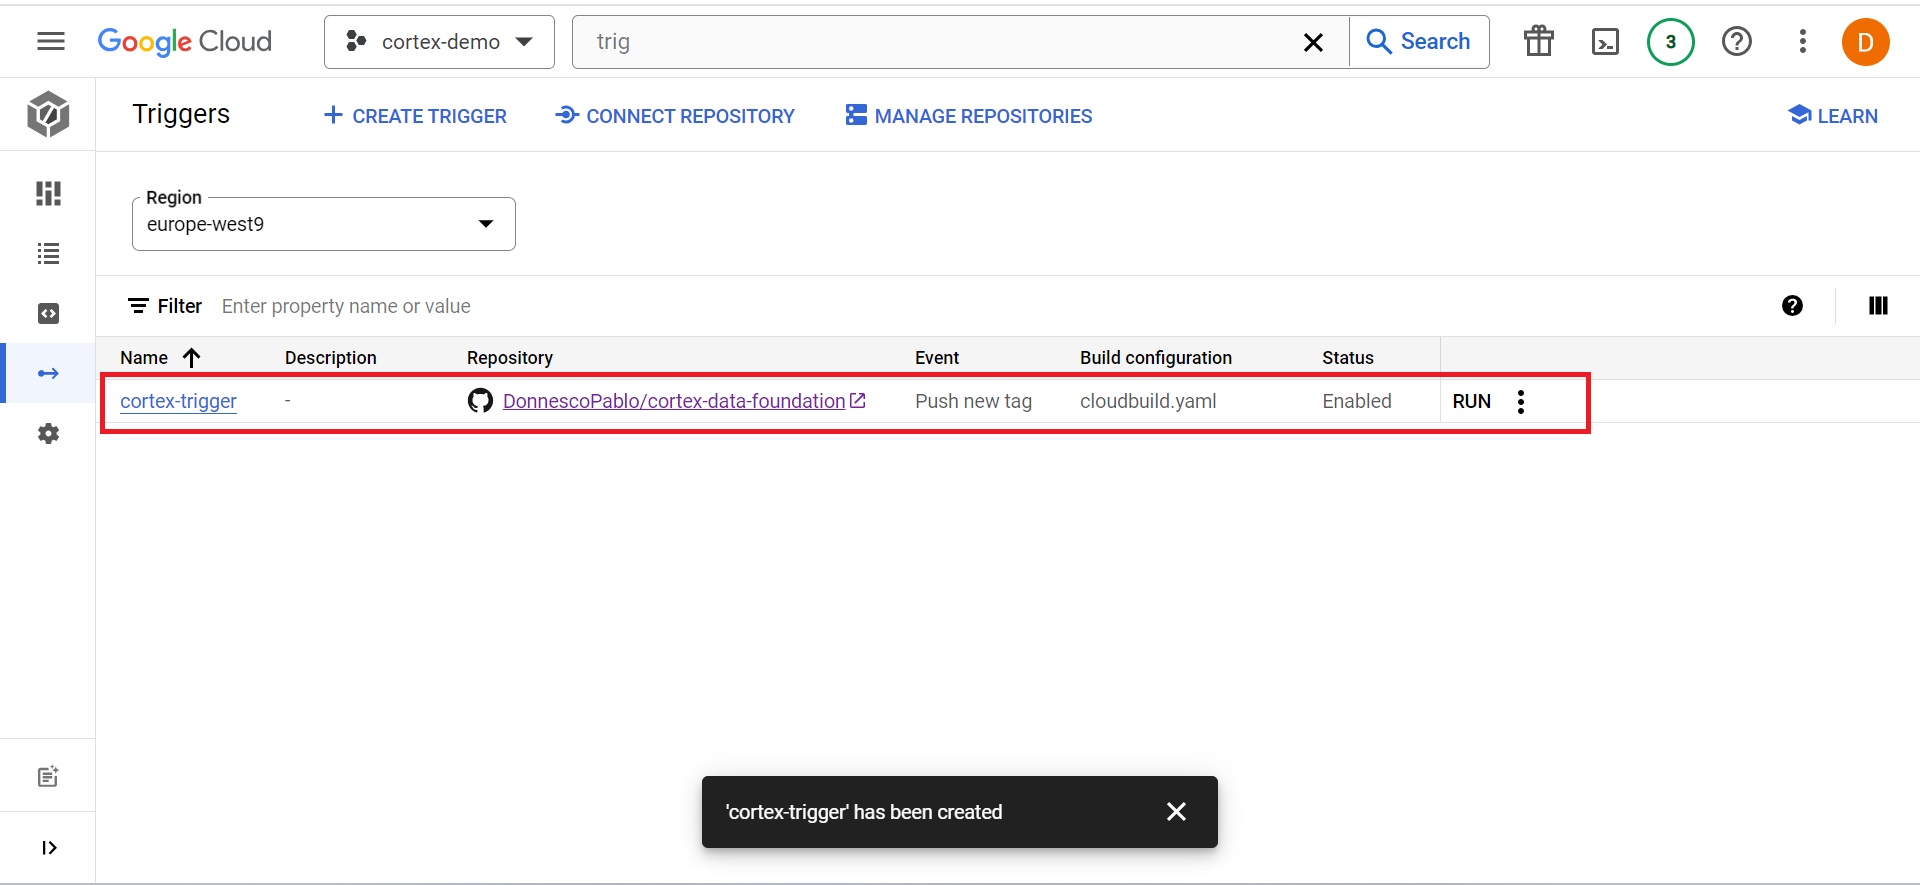 Google Cloud cortex-demo trig Search 3 D
Triggers CREATE TRIGGER CONNECT REPOSITORY MANAGE REPOSITORIES LEARN
Region
europe-west9
Filter Enter property name or value
Name Description Repository Event Build configuration Status
cortex-trigger - DonnescoPablo/cortex-data-foundation Push new tag cloudbuild.yaml Enabled RUN
'cortex-trigger' has been created